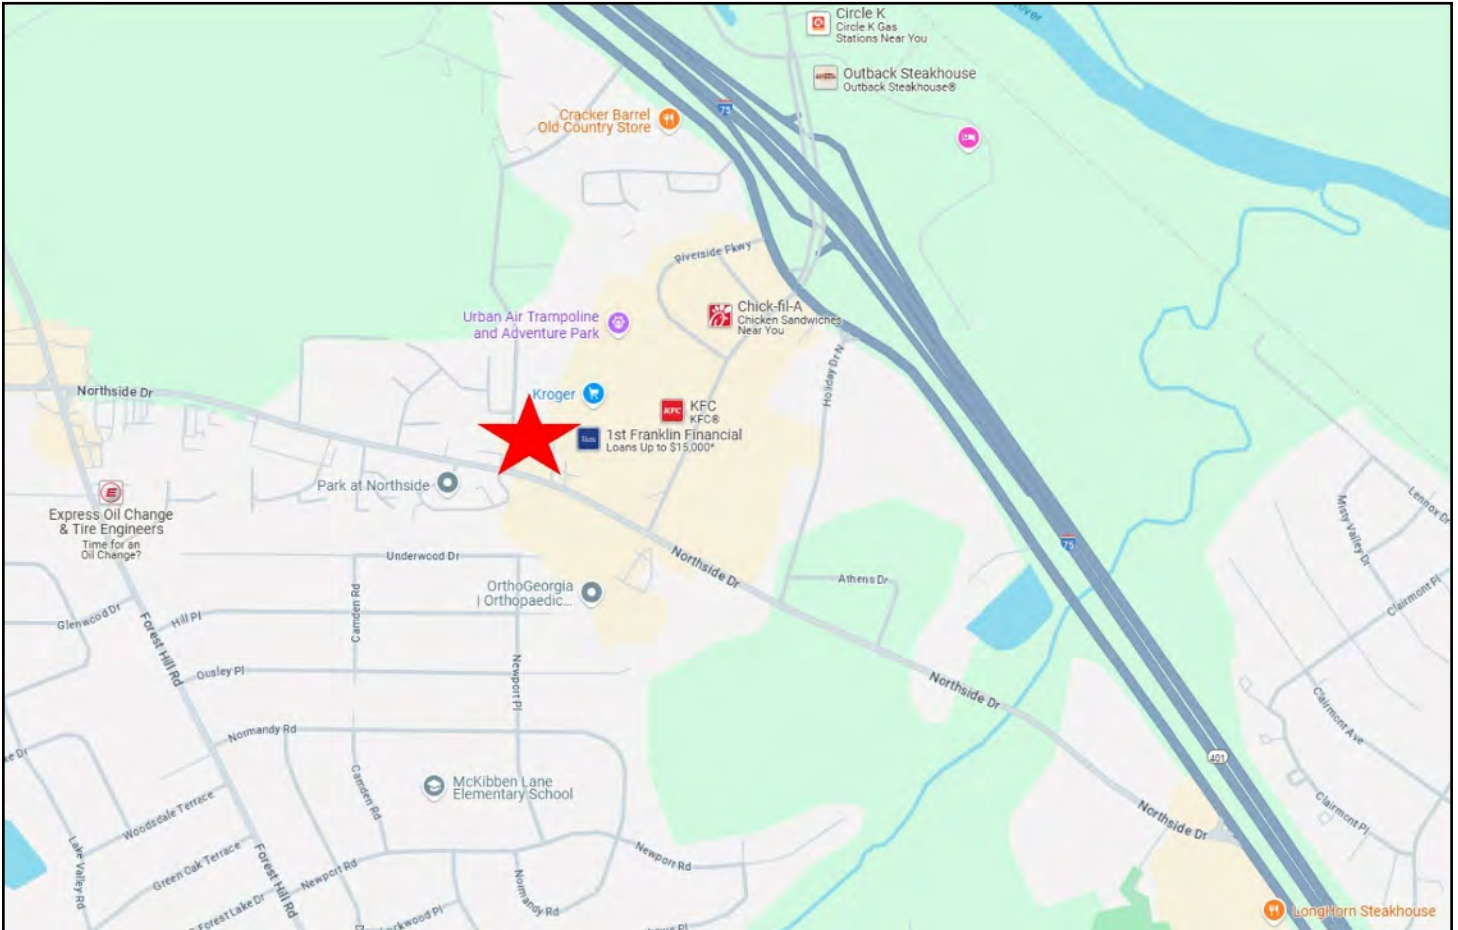 River
Circle K
Circle K Gas
Stations Near You
Outback Steakhouse
Outback Steakhouse®
75
Cracker Barrel
Old Country Store
Riverside Pkwy
Chick-fil-A
Chicken Sandwiches
Near You
Urban Air Trampoline
and Adventure Park
Holiday Dr N
Northside Dr
Kroger
KFC
KFC
KFC®
1st Franklin Financial
Loans Up to $15,000*
Park at Northside
E
Express Oil Change
& Tire Engineers
Time for an
Oil Change?
Misty Valley Dr
Lennox Dr
75
Underwood Dr
Northside Dr
Athens Dr
Clairmont Pl
OrthoGeorgia
| Orthopaedic...
Camden Rd
Glenwood Dr
Hill Pl
Forest Hill Rd
Ousley Pl
Newport Pl
Northside Dr
Clairmont Ave
Normandy Rd
ke Dr
401
Camden Rd
McKibben Lane
Elementary School
Woodsdale Terrace
Northside Dr
Clairmont Pl
Lake Valley Rd
Green Oak Terrace
Forest Hill Rd
Newport Rd
Newport Rd
Normandy Rd
Forest Lake Dr
LongHorn Steakhouse